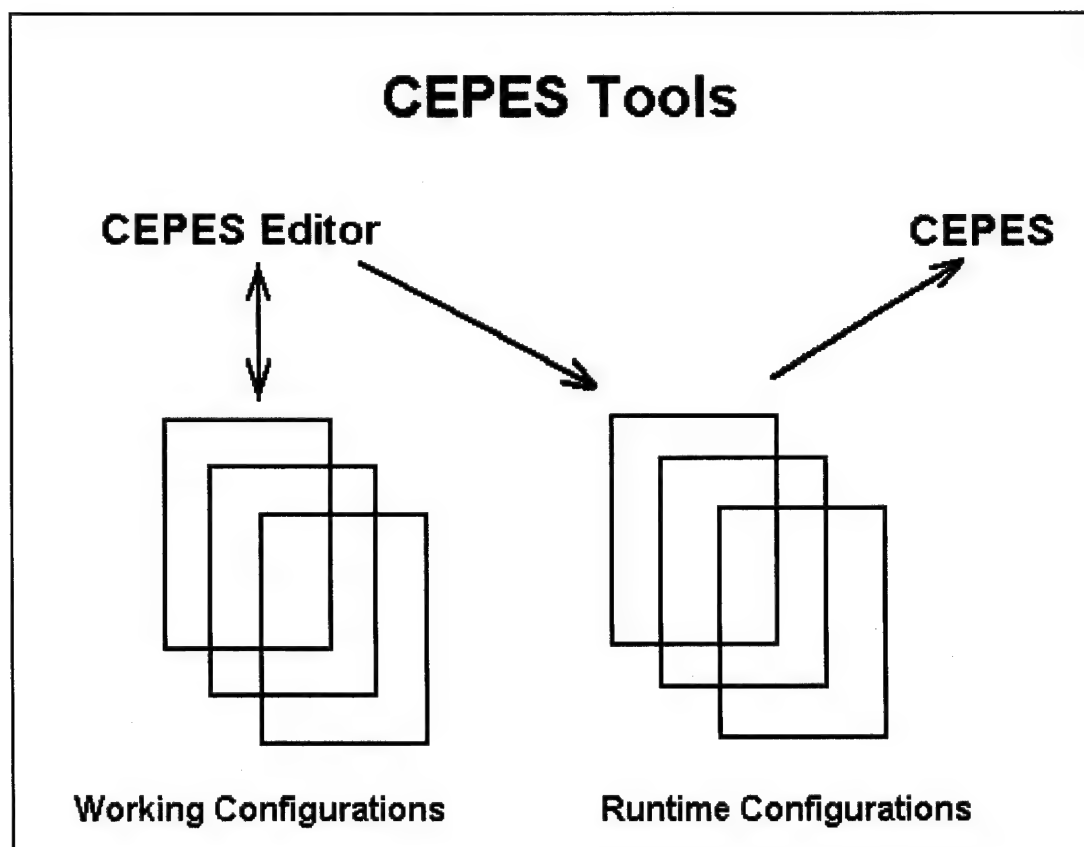 CEPES Tools
CEPES Editor
CEPES
Working Configurations
Runtime Configurations